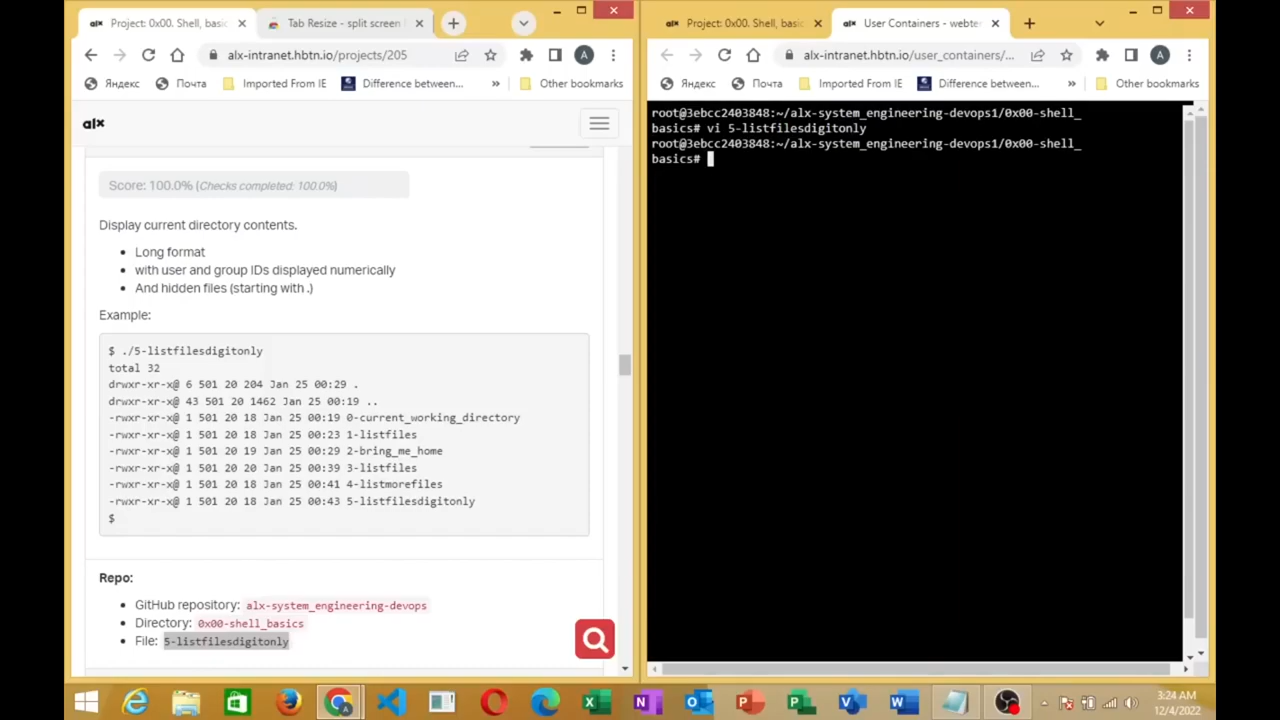 Project: 0x00. Shell, basic
Tab Resize - split screen
alx-intranet.hbtn.io/projects/205
A
Яндекс
Почта
Imported From IE
Difference between...
»
Other bookmarks
alx
Score: 100.0% (Checks completed: 100.0%)
Display current directory contents.
• Long format
• with user and group IDs displayed numerically
• And hidden files (starting with .)
Example:
$ ./5-listfilesdigitonly
total 32
drwxr-xr-x@ 6 501 20 204 Jan 25 00:29 .
drwxr-xr-x@ 43 501 20 1462 Jan 25 00:19 ..
-rwxr-xr-x@ 1 501 20 18 Jan 25 00:19 0-current_working_directory
-rwxr-xr-x@ 1 501 20 18 Jan 25 00:23 1-listfiles
-rwxr-xr-x@ 1 501 20 19 Jan 25 00:29 2-bring_me_home
-rwxr-xr-x@ 1 501 20 20 Jan 25 00:39 3-listfiles
-rwxr-xr-x@ 1 501 20 18 Jan 25 00:41 4-listmorefiles
-rwxr-xr-x@ 1 501 20 18 Jan 25 00:43 5-listfilesdigitonly
$
Repo:
• GitHub repository: alx-system_engineering-devops
• Directory: 0x00-shell_basics
• File: 5-listfilesdigitonly
Project: 0x00. Shell, basic
User Containers - webter
alx-intranet.hbtn.io/user_containers/...
A
Яндекс
Почта
Imported From IE
Difference between...
»
Other bookmarks
root@3ebcc2403848:~/alx-system_engineering-devops1/0x00-shell_
basics# vi 5-listfilesdigitonly
root@3ebcc2403848:~/alx-system_engineering-devops1/0x00-shell_
basics#
3:24 AM
12/4/2022